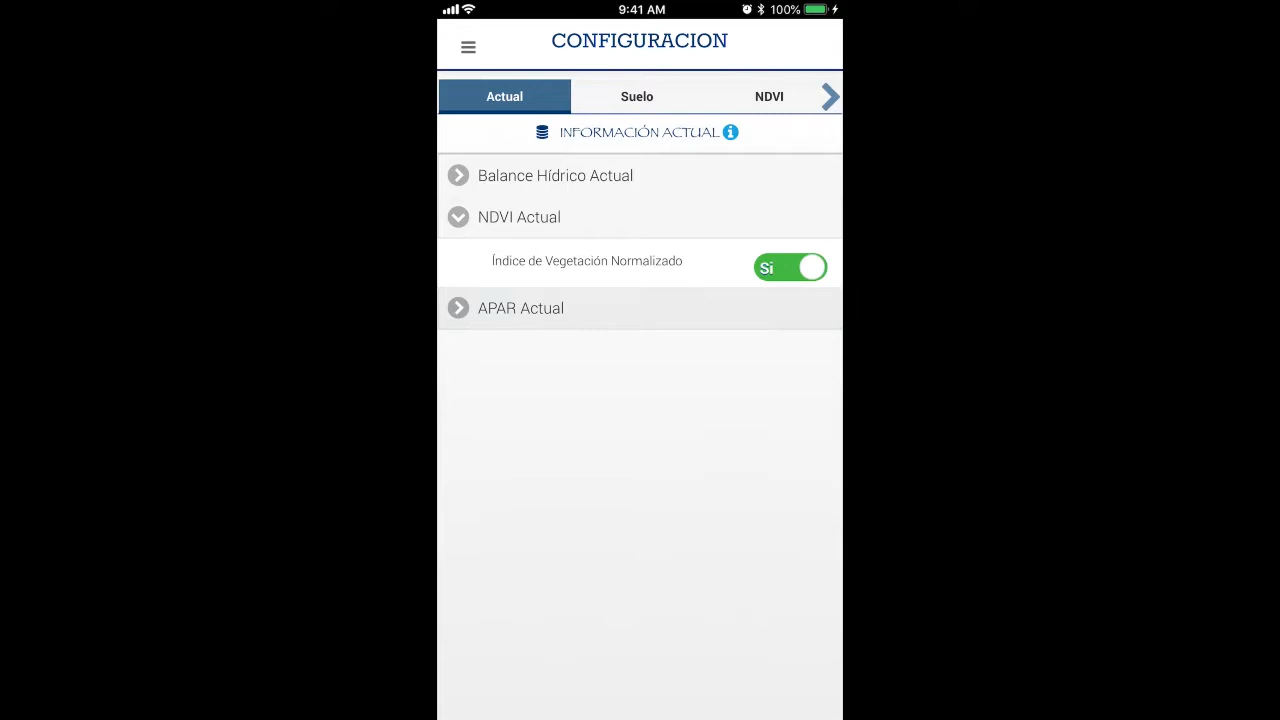 9:41 AM
100%
CONFIGURACION
Actual
Suelo
NDVI
INFORMACIÓN ACTUAL
Balance Hídrico Actual
NDVI Actual
Índice de Vegetación Normalizado
Si
APAR Actual